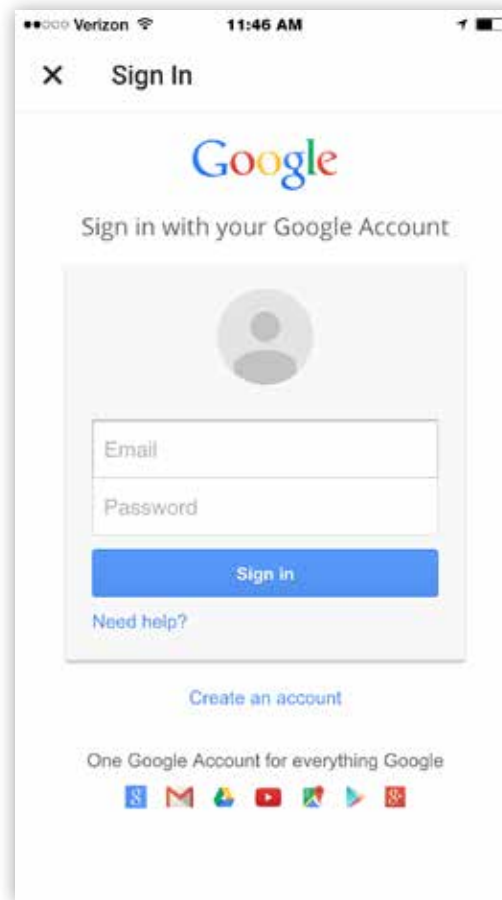 Verizon 11:46 AM
Sign In
Google
Sign in with your Google Account
Email
Password
Sign in
Need help?
Create an account
One Google Account for everything Google